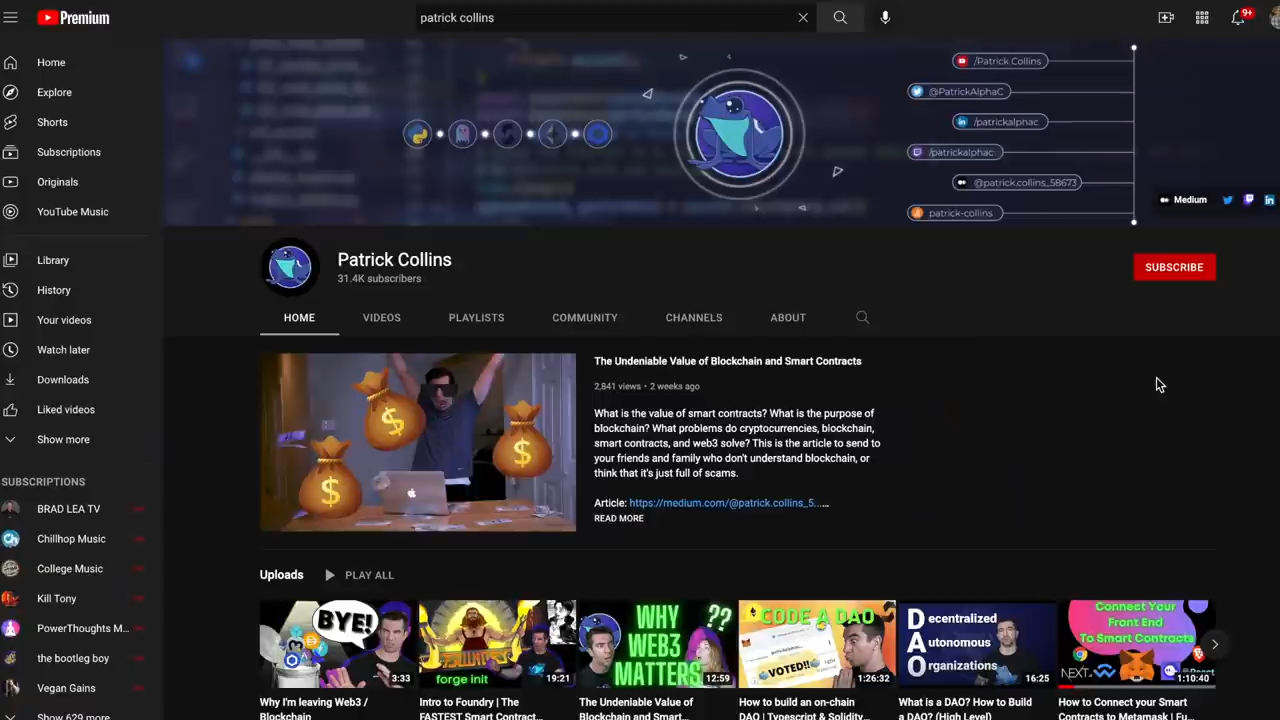 Premium
patrick collins
9+
Home
Explore
Shorts
Subscriptions
Originals
YouTube Music
Library
History
Your videos
Watch later
Downloads
Liked videos
Show more
SUBSCRIPTIONS
BRAD LEA TV
Chillhop Music
College Music
Kill Tony
PowerThoughts M...
the bootleg boy
Vegan Gains
Show 629 more
/Patrick Collins
@PatrickAlphaC
/patrickalphac
/patrickalphac
@patrick.collins_58673
patrick-collins
Medium
Patrick Collins
31.4K subscribers
SUBSCRIBE
HOME
VIDEOS
PLAYLISTS
COMMUNITY
CHANNELS
ABOUT
The Undeniable Value of Blockchain and Smart Contracts
2,841 views • 2 weeks ago
What is the value of smart contracts? What is the purpose of
blockchain? What problems do cryptocurrencies, blockchain,
smart contracts, and web3 solve? This is the article to send to
your friends and family who don't understand blockchain, or
think that it's just full of scams.
Article: https://medium.com/@patrick.collins_5...…
READ MORE
Uploads
PLAY ALL
BYE!
3:33
Why I'm leaving Web3 /
Blockchain
forge init
19:21
Intro to Foundry | The
FASTEST Smart Contract...
WHY
WEB3
MATTERS
??
12:59
The Undeniable Value of
Blockchain and Smart...
CODE A DAO
VOTED!!
1:26:32
How to build an on-chain
DAO | Typescript & Solidity...
Decentralized
Autonomous
Organizations
16:25
What is a DAO? How to Build
a DAO? (High Level)
Connect Your
Front End
To Smart Contracts
NEXT
1:10:40
How to Connect your Smart
Contracts to Metamask | F